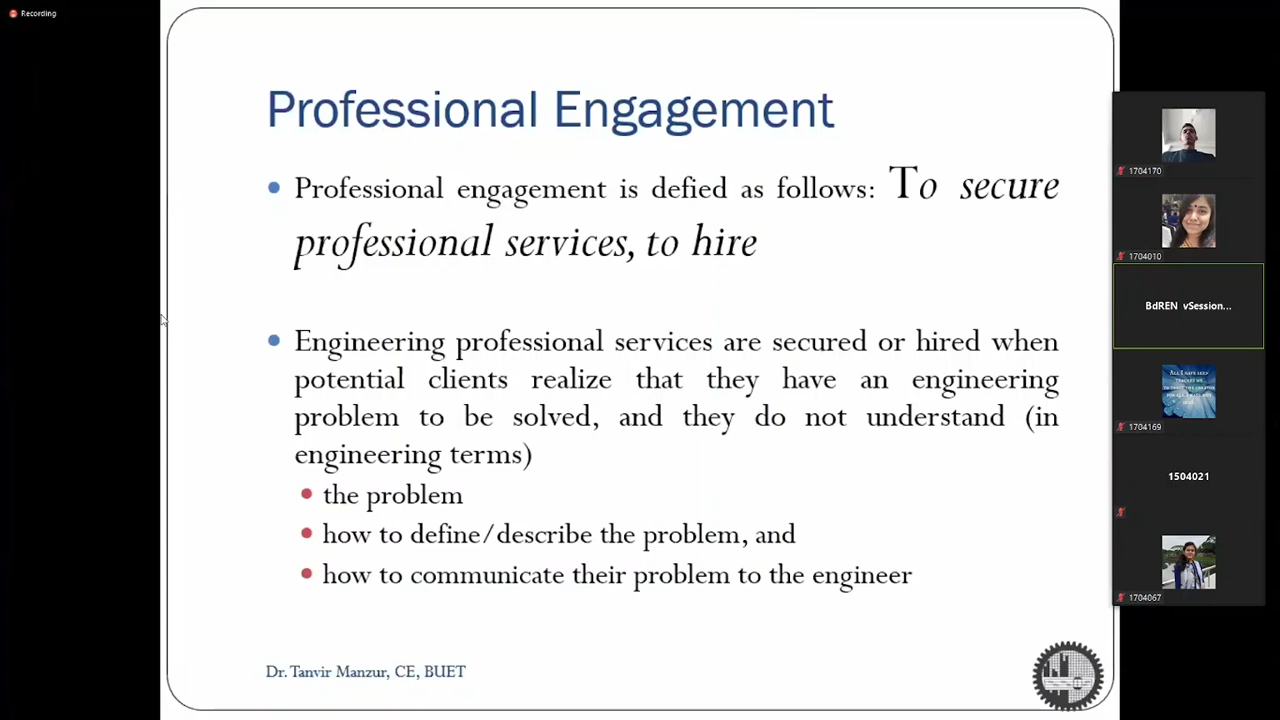 Recording
Professional Engagement
Professional engagement is defied as follows: To secure
professional services, to hire
Engineering professional services are secured or hired when
potential clients realize that they have an engineering
problem to be solved, and they do not understand (in
engineering terms)
the problem
how to define/describe the problem, and
how to communicate their problem to the engineer
Dr. Tanvir Manzur, CE, BUET
1704170
1704010
BdREN vSession...
1704169
1504021
1704067